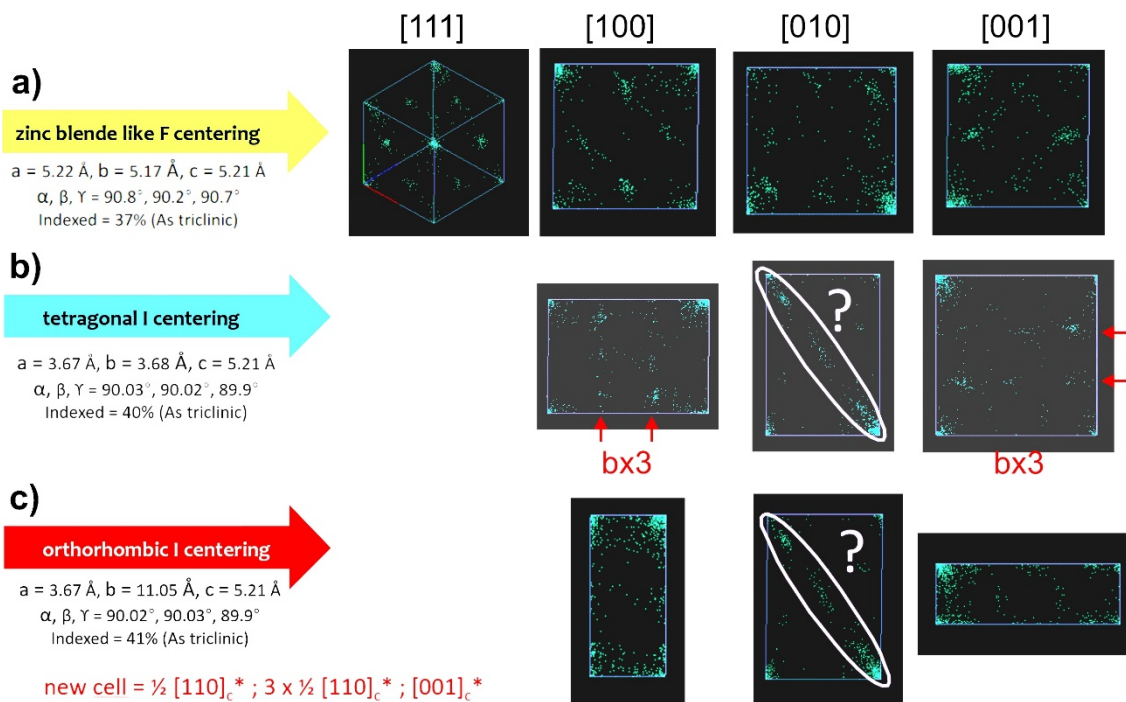 [111] [100] [010] [001]
a)
zinc blende like F centering
a = 5.22 Å, b = 5.17 Å, c = 5.21 Å
α, β, ϒ = 90.8°, 90.2°, 90.7°
Indexed = 37% (As triclinic)
b)
tetragonal I centering
a = 3.67 Å, b = 3.68 Å, c = 5.21 Å
α, β, ϒ = 90.03°, 90.02°, 89.9°
Indexed = 40% (As triclinic)
?
bx3 bx3
c)
orthorhombic I centering
a = 3.67 Å, b = 11.05 Å, c = 5.21 Å
α, β, ϒ = 90.02°, 90.03°, 89.9°
Indexed = 41% (As triclinic)
?
new cell = ½ [110]c* ; 3 x ½ [110]c* ; [001]c*